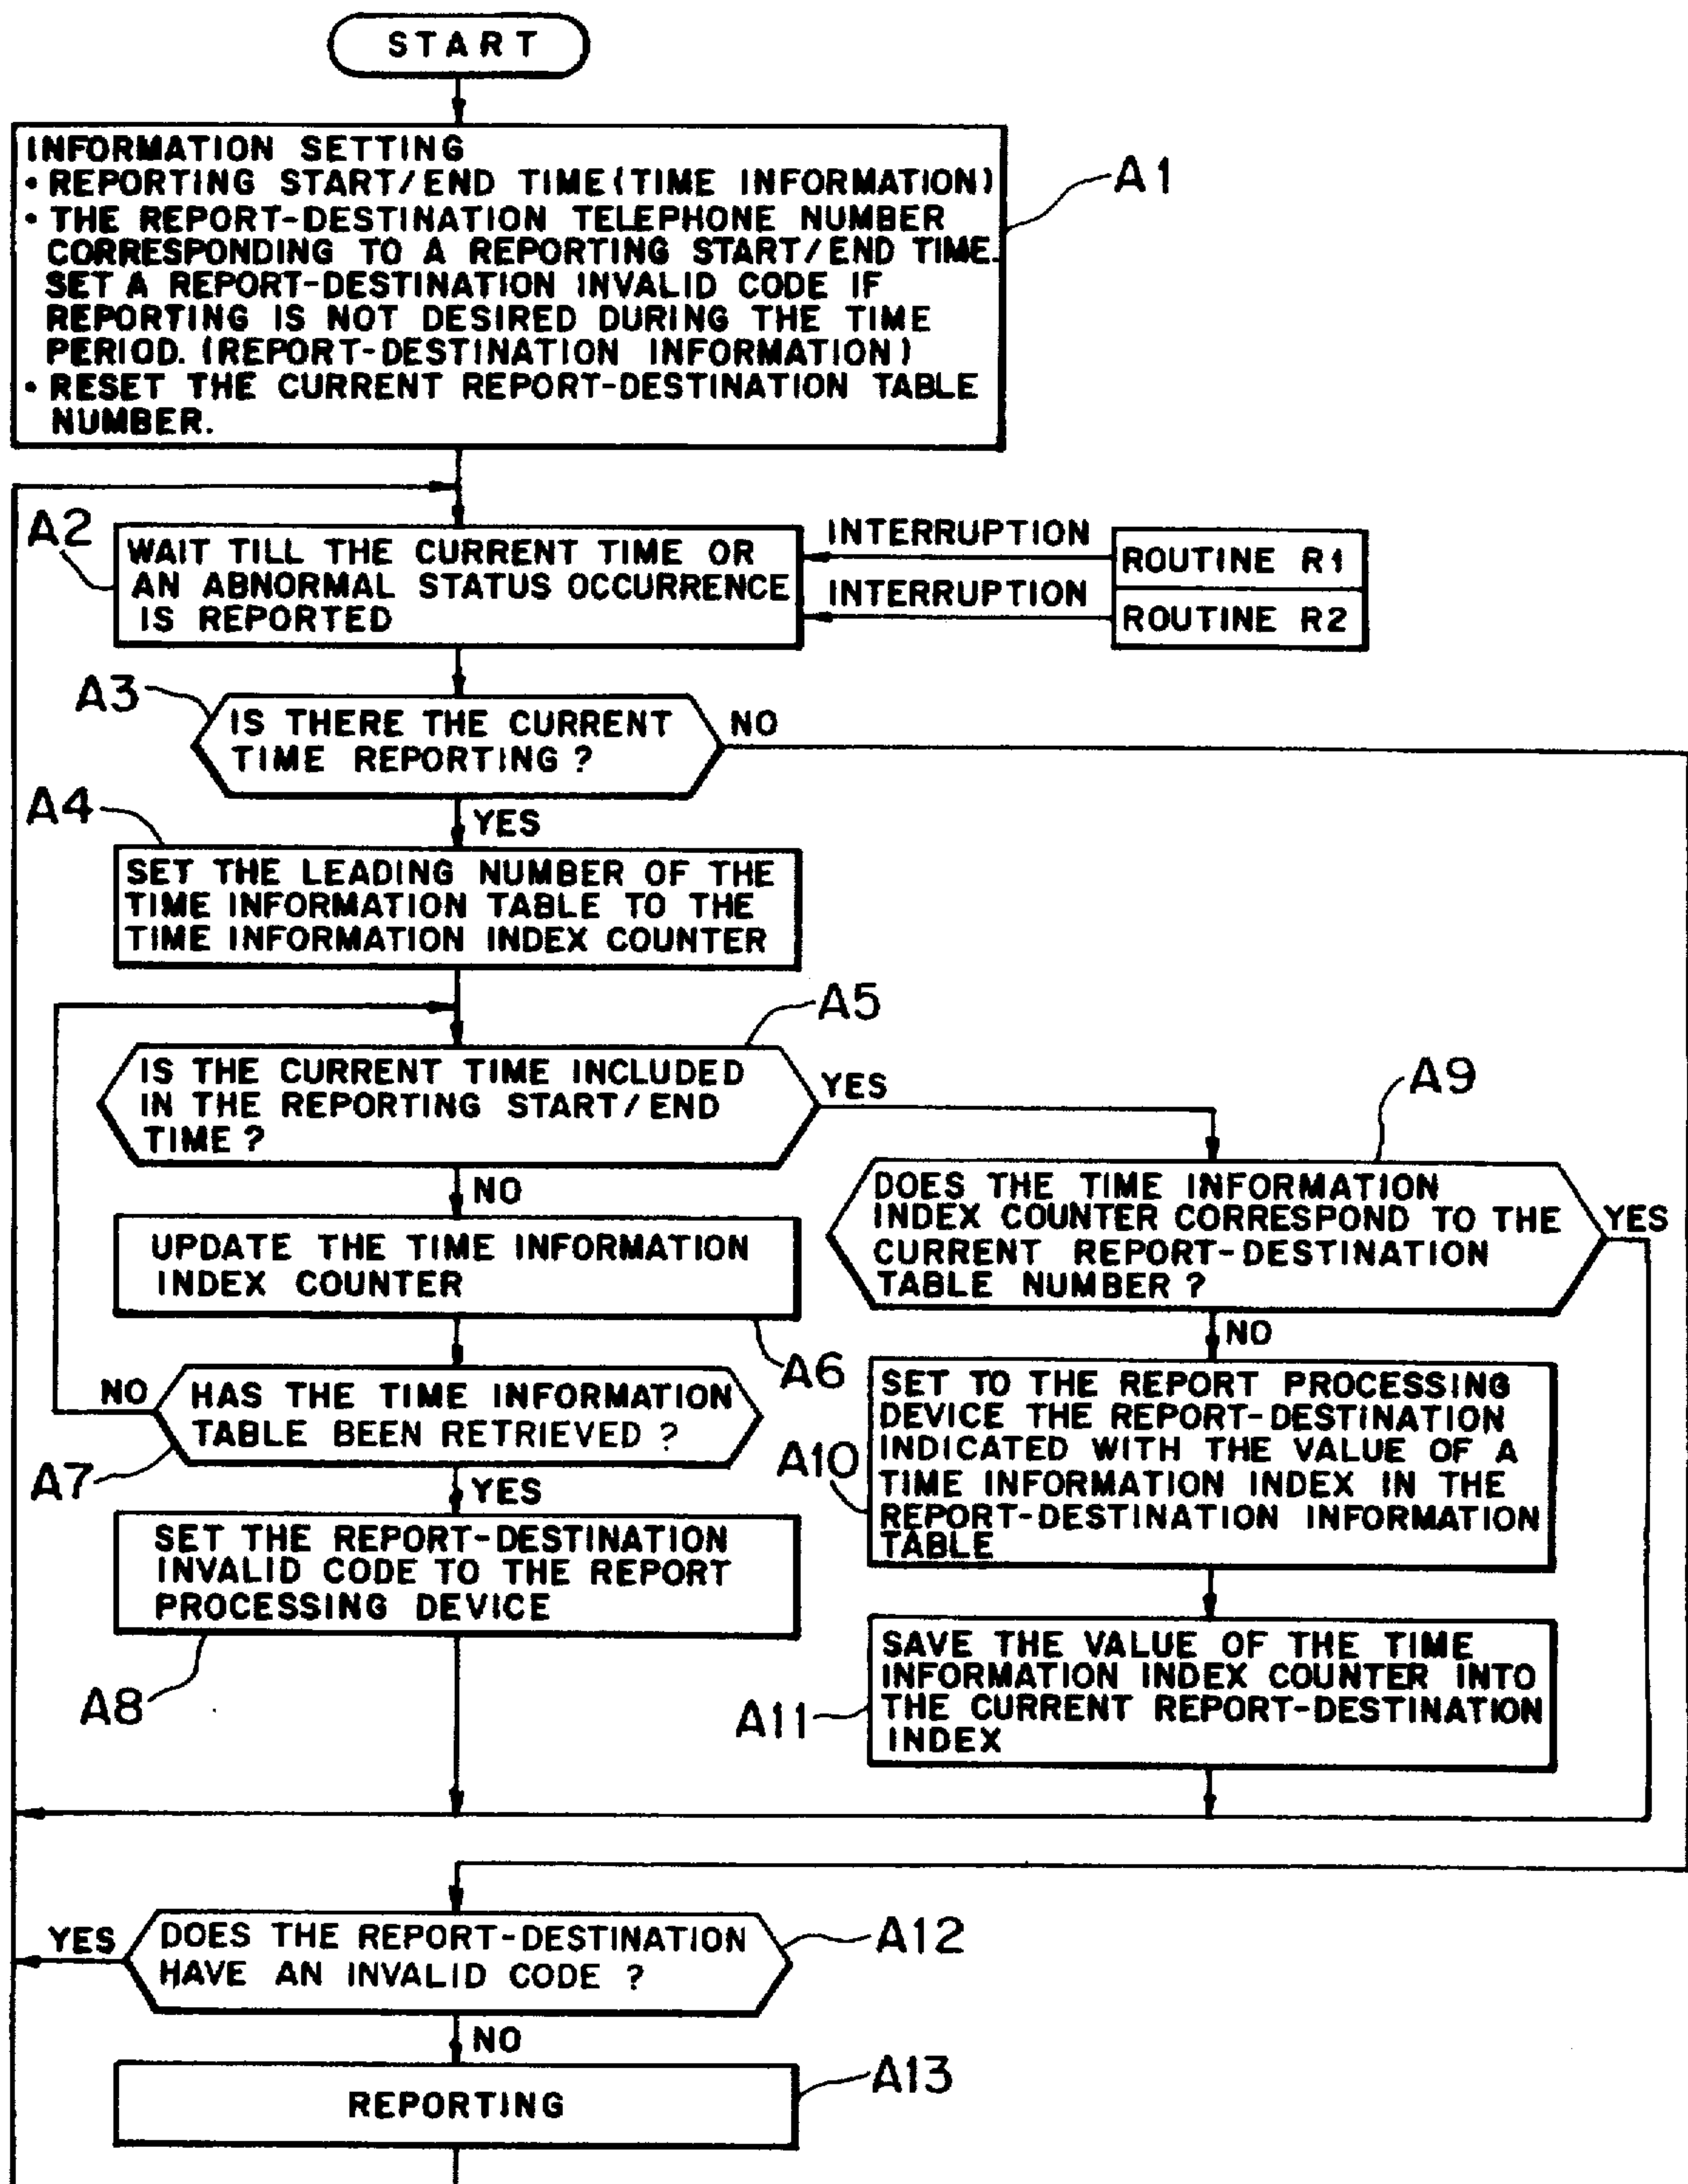 START
INFORMATION SETTING
• REPORTING START/END TIME (TIME INFORMATION)
• THE REPORT-DESTINATION TELEPHONE NUMBER
CORRESPONDING TO A REPORTING START/END TIME.
SET A REPORT-DESTINATION INVALID CODE IF
REPORTING IS NOT DESIRED DURING THE TIME
PERIOD. (REPORT-DESTINATION INFORMATION)
• RESET THE CURRENT REPORT-DESTINATION TABLE
NUMBER.
A1
A2
WAIT TILL THE CURRENT TIME OR
AN ABNORMAL STATUS OCCURRENCE
IS REPORTED
INTERRUPTION
ROUTINE R1
INTERRUPTION
ROUTINE R2
A3
IS THERE THE CURRENT
TIME REPORTING ?
NO
YES
A4
SET THE LEADING NUMBER OF THE
TIME INFORMATION TABLE TO THE
TIME INFORMATION INDEX COUNTER
A5
IS THE CURRENT TIME INCLUDED
IN THE REPORTING START/END
TIME ?
YES
NO
UPDATE THE TIME INFORMATION
INDEX COUNTER
A6
NO
HAS THE TIME INFORMATION
TABLE BEEN RETRIEVED ?
A7
YES
SET THE REPORT-DESTINATION
INVALID CODE TO THE REPORT
PROCESSING DEVICE
A8
A9
DOES THE TIME INFORMATION
INDEX COUNTER CORRESPOND TO THE
CURRENT REPORT-DESTINATION
TABLE NUMBER ?
YES
NO
A10
SET TO THE REPORT PROCESSING
DEVICE THE REPORT-DESTINATION
INDICATED WITH THE VALUE OF A
TIME INFORMATION INDEX IN THE
REPORT-DESTINATION INFORMATION
TABLE
A11
SAVE THE VALUE OF THE TIME
INFORMATION INDEX COUNTER INTO
THE CURRENT REPORT-DESTINATION
INDEX
YES
DOES THE REPORT-DESTINATION
HAVE AN INVALID CODE ?
A12
NO
REPORTING
A13